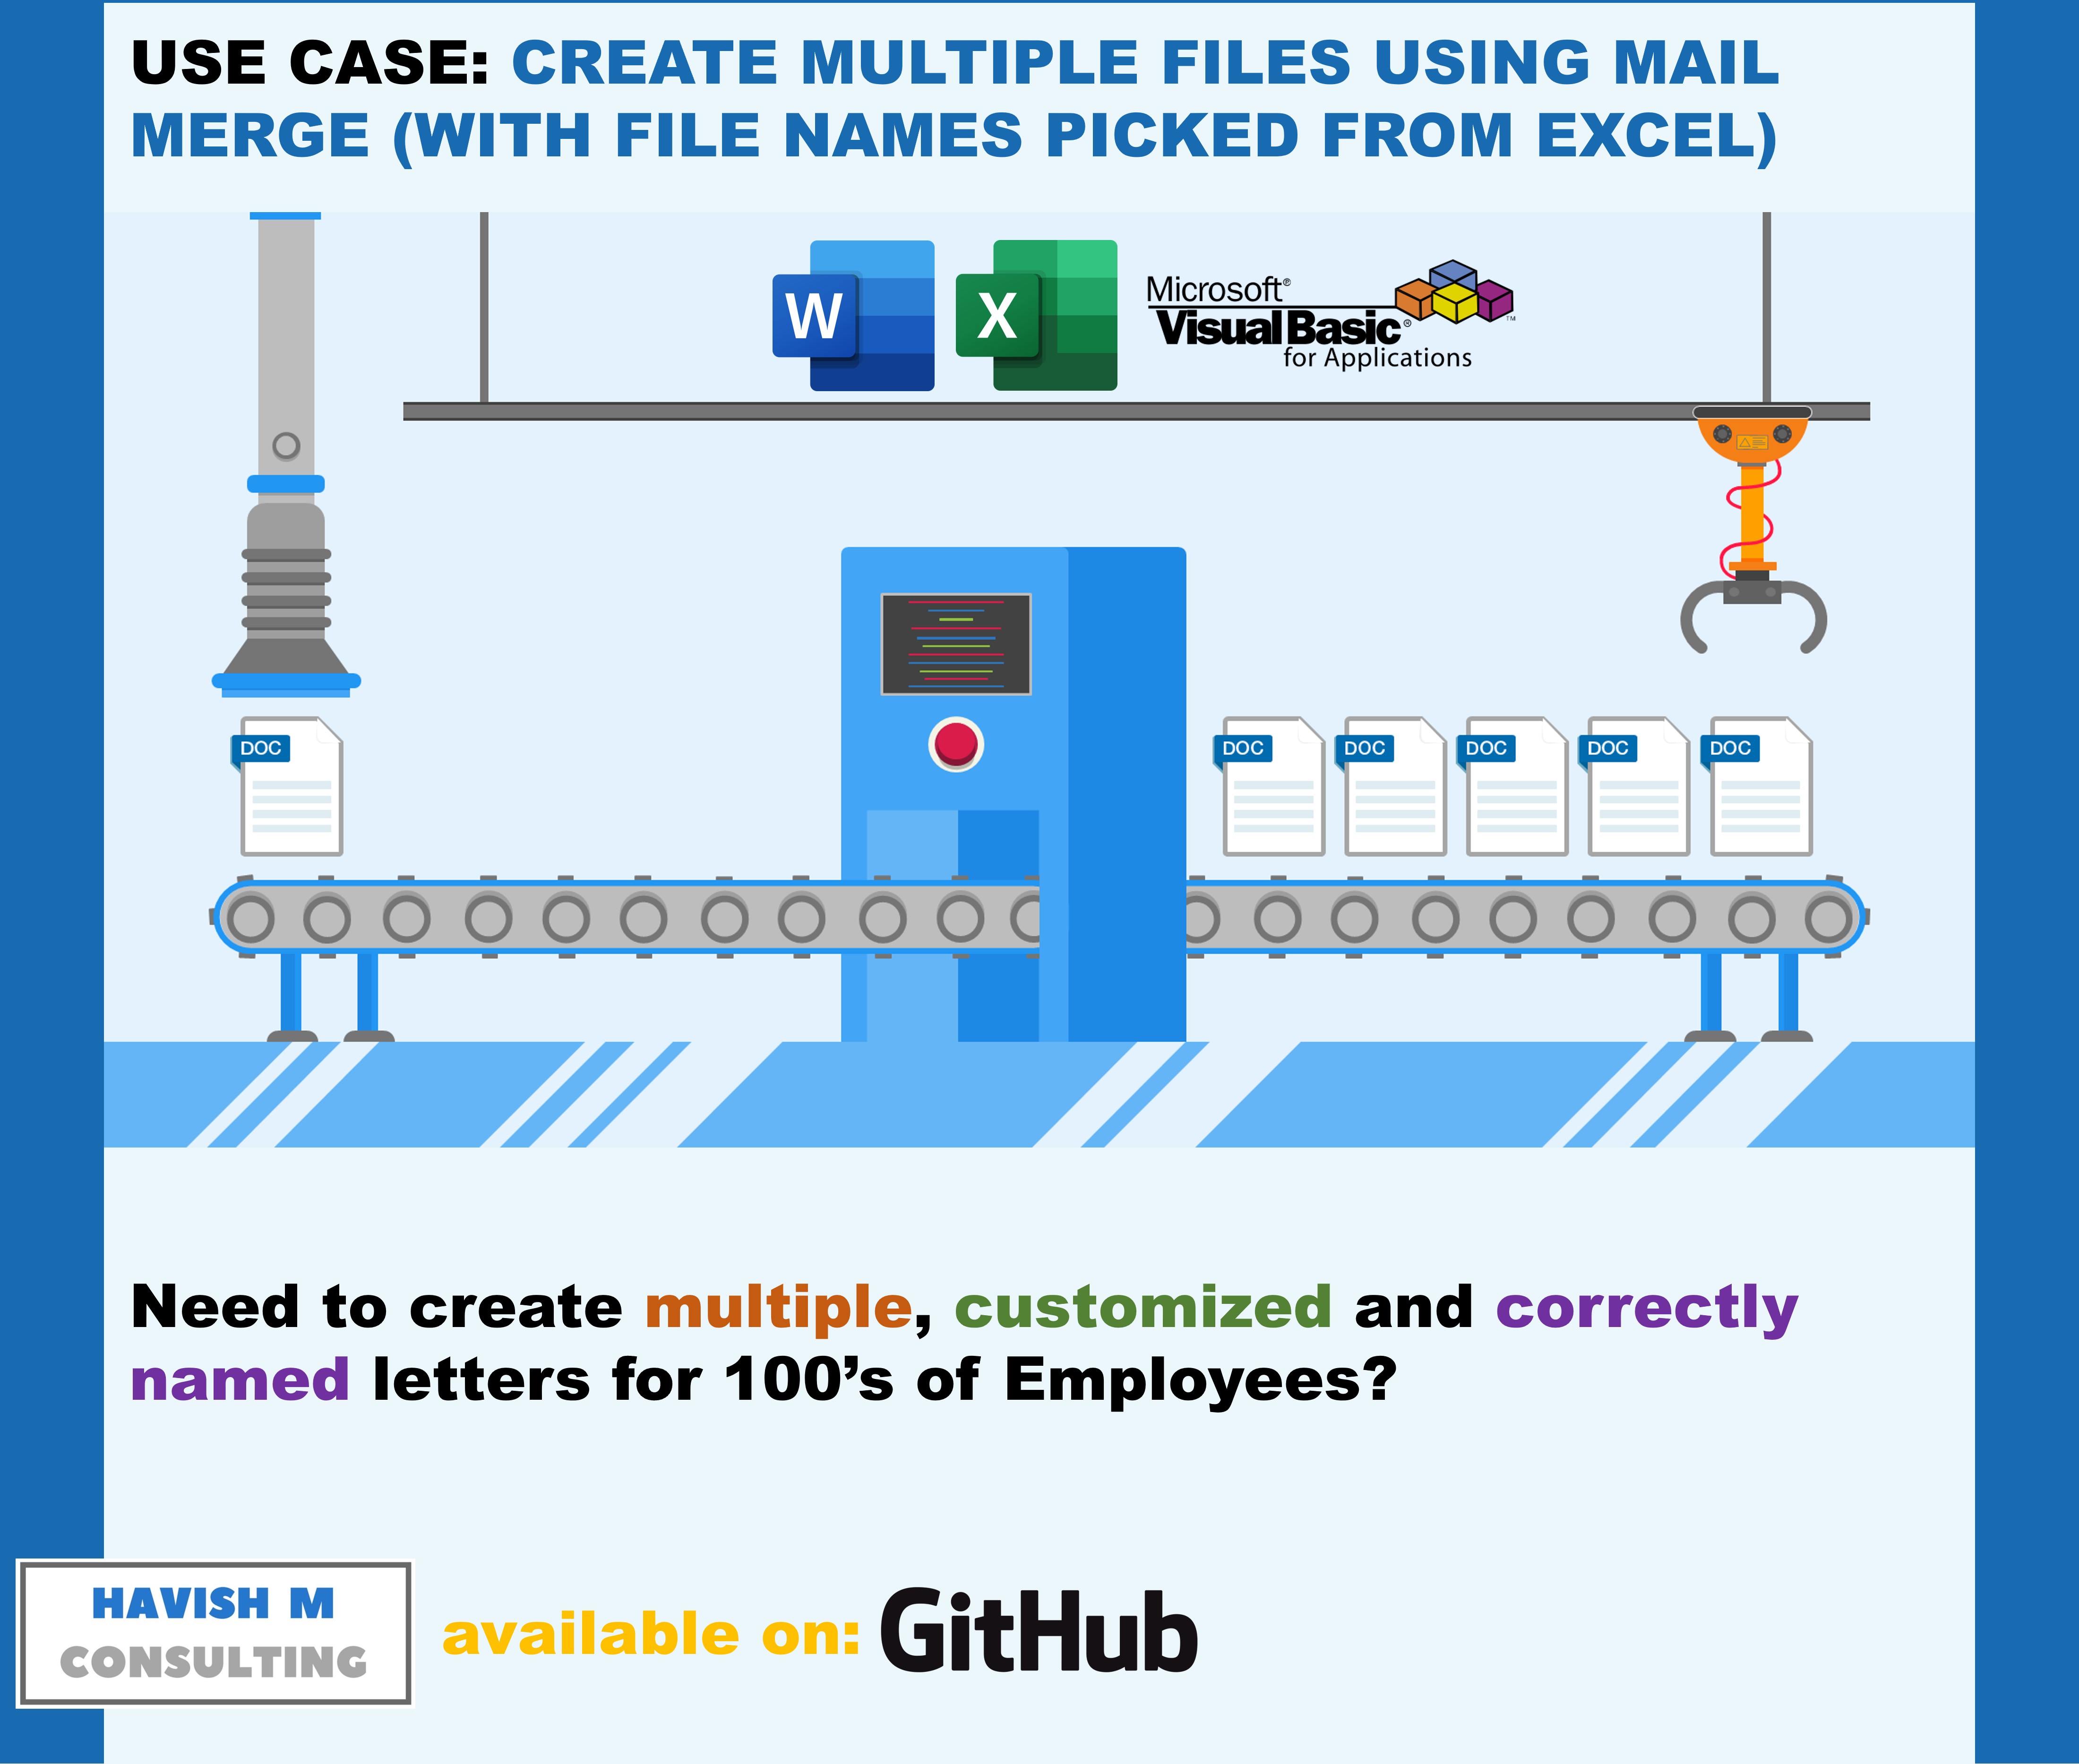 USE CASE: CREATE MULTIPLE FILES USING MAIL
MERGE (WITH FILE NAMES PICKED FROM EXCEL)
W
X
Microsoft®
Visual Basic®
™
for Applications
DOC
DOC
DOC
DOC
DOC
DOC
Need to create multiple, customized and correctly
named letters for 100’s of Employees?
HAVISH M
CONSULTING
available on: GitHub